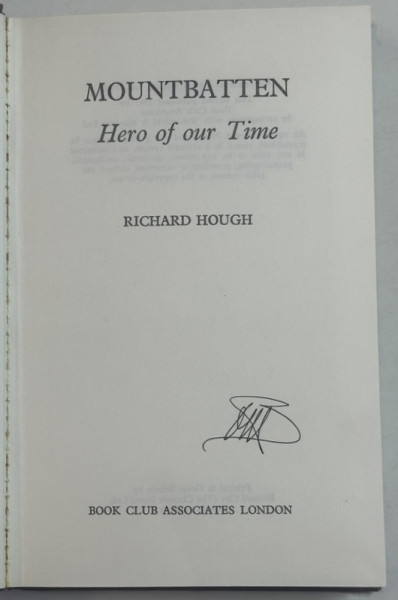 MOUNTBATTEN
Hero of our Time
RICHARD HOUGH
BOOK CLUB ASSOCIATES LONDON